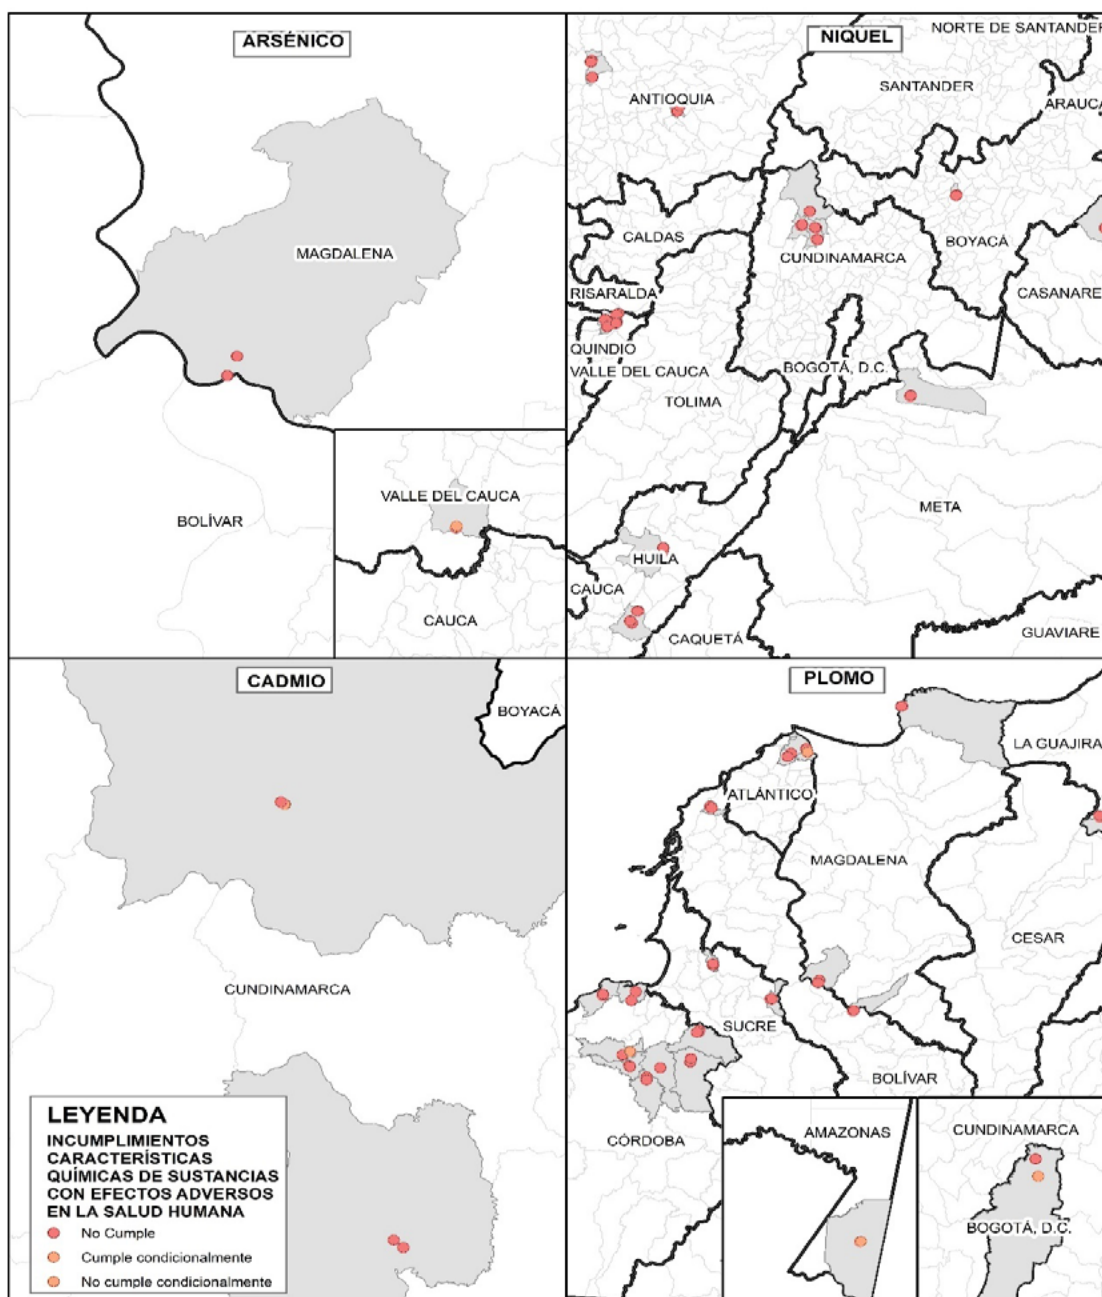 ARSÉNICO
MAGDALENA
BOLÍVAR
VALLE DEL CAUCA
CAUCA
NIQUEL
NORTE DE SANTANDER
SANTANDER
ANTIOQUIA
ARAUCA
CALDAS
BOYACÁ
CUNDINAMARCA
CASANARE
RISARALDA
QUINDIO
VALLE DEL CAUCA
BOGOTÁ, D.C.
TOLIMA
META
HUILA
CAUCA
CAQUETÁ
GUAVIARE
CADMIO
BOYACÁ
CUNDINAMARCA
LEYENDA
INCUMPLIMIENTOS
CARACTERÍSTICAS
QUÍMICAS DE SUSTANCIAS
CON EFECTOS ADVERSOS
EN LA SALUD HUMANA
No Cumple
Cumple condicionalmente
No cumple condicionalmente
PLOMO
LA GUAJIRA
ATLÁNTICO
MAGDALENA
CESAR
SUCRE
BOLÍVAR
CÓRDOBA
AMAZONAS
CUNDINAMARCA
BOGOTÁ, D.C.